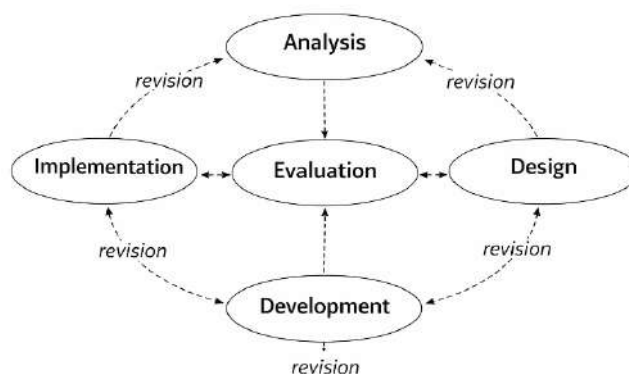 Analysis
revision
revision
Implementation
Evaluation
Design
revision
revision
Development
revision